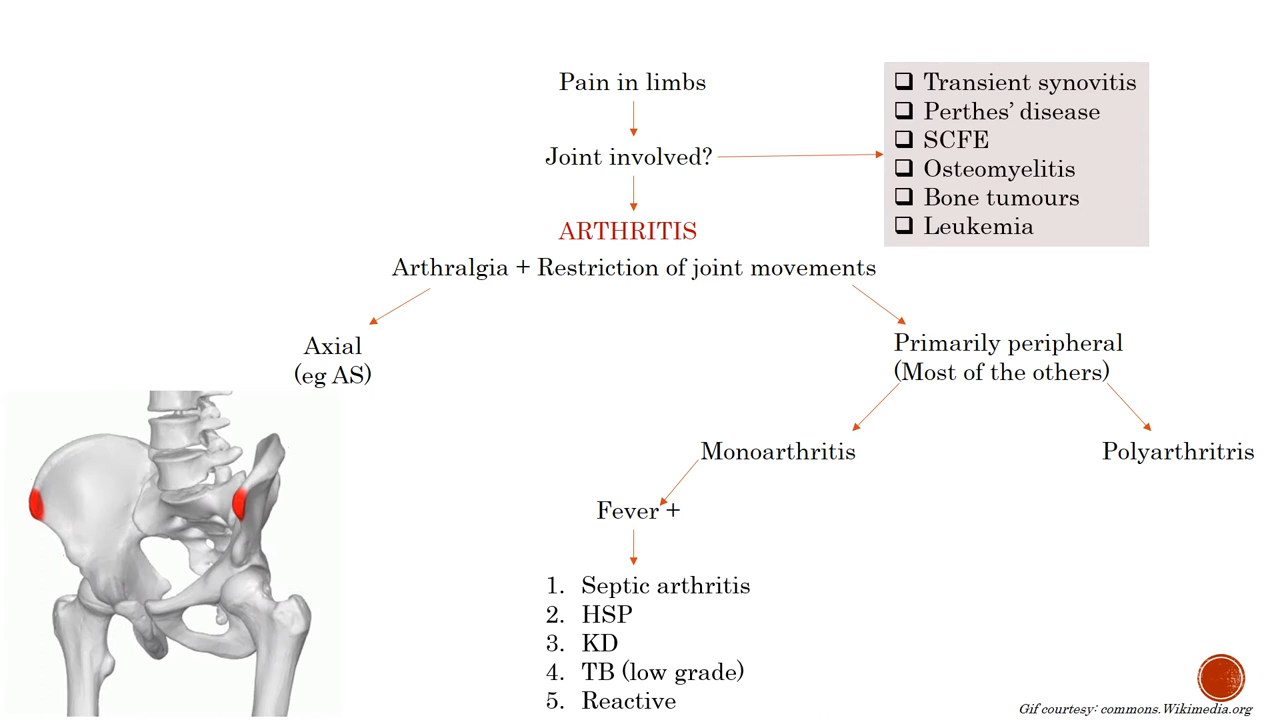 Pain in limbs
Joint involved?
❑ Transient synovitis
❑ Perthes’ disease
❑ SCFE
❑ Osteomyelitis
❑ Bone tumours
❑ Leukemia
ARTHRITIS
Arthralgia + Restriction of joint movements
Axial
(eg AS)
Primarily peripheral
(Most of the others)
Monoarthritis
Polyarthritris
Fever +
1. Septic arthritis
2. HSP
3. KD
4. TB (low grade)
5. Reactive
Gif courtesy: commons.Wikimedia.org